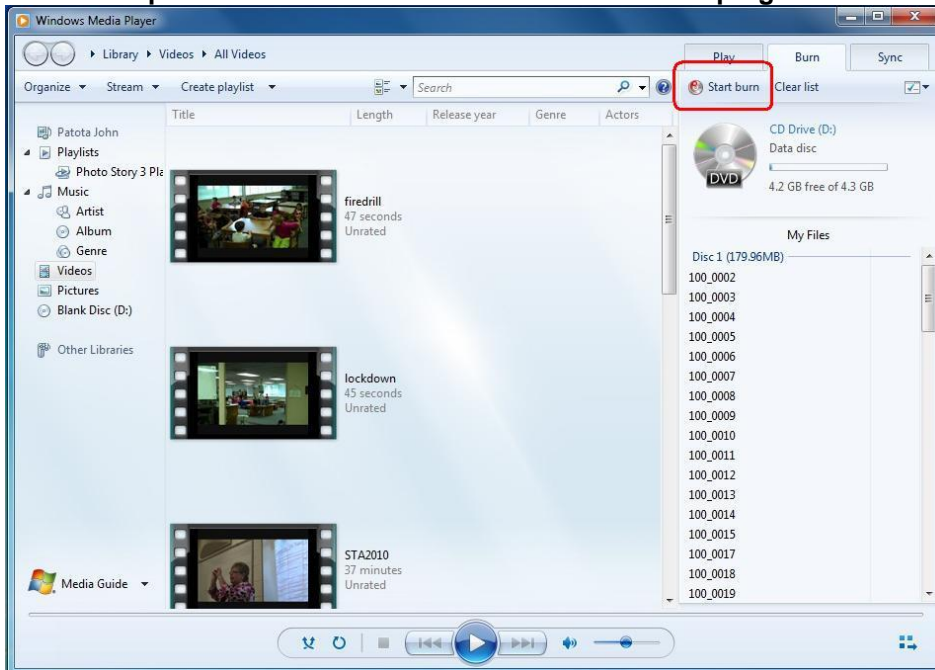 Windows Media Player
Library ▸ Videos ▸ All Videos
Play Burn Sync
Organize Stream Create playlist Search Start burn Clear list
Title Length Release year Genre Actors
Patota John
Playlists
Photo Story 3 Pla
Music
Artist
Album
Genre
Videos
Pictures
Blank Disc (D:)
Other Libraries
Media Guide
firedrill
47 seconds
Unrated
lockdown
45 seconds
Unrated
STA2010
37 minutes
Unrated
CD Drive (D:)
Data disc
DVD
4.2 GB free of 4.3 GB
My Files
Disc 1 (179.96MB)
100_0002
100_0003
100_0004
100_0005
100_0006
100_0007
100_0008
100_0009
100_0010
100_0011
100_0012
100_0013
100_0014
100_0015
100_0017
100_0018
100_0019